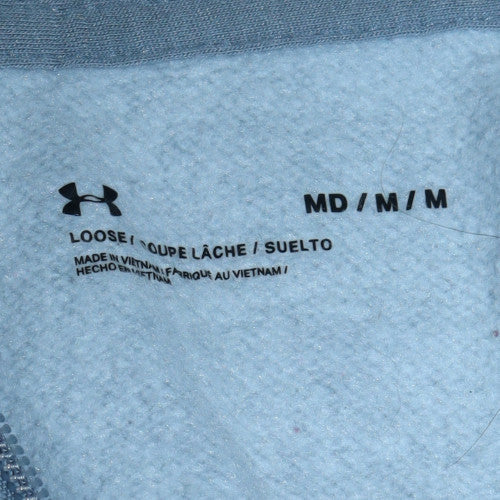 MD / M / M
LOOSE / COUPE LÂCHE / SUELTO
MADE IN VIETNAM / FABRIQUÉ AU VIETNAM /
HECHO EN VIETNAM